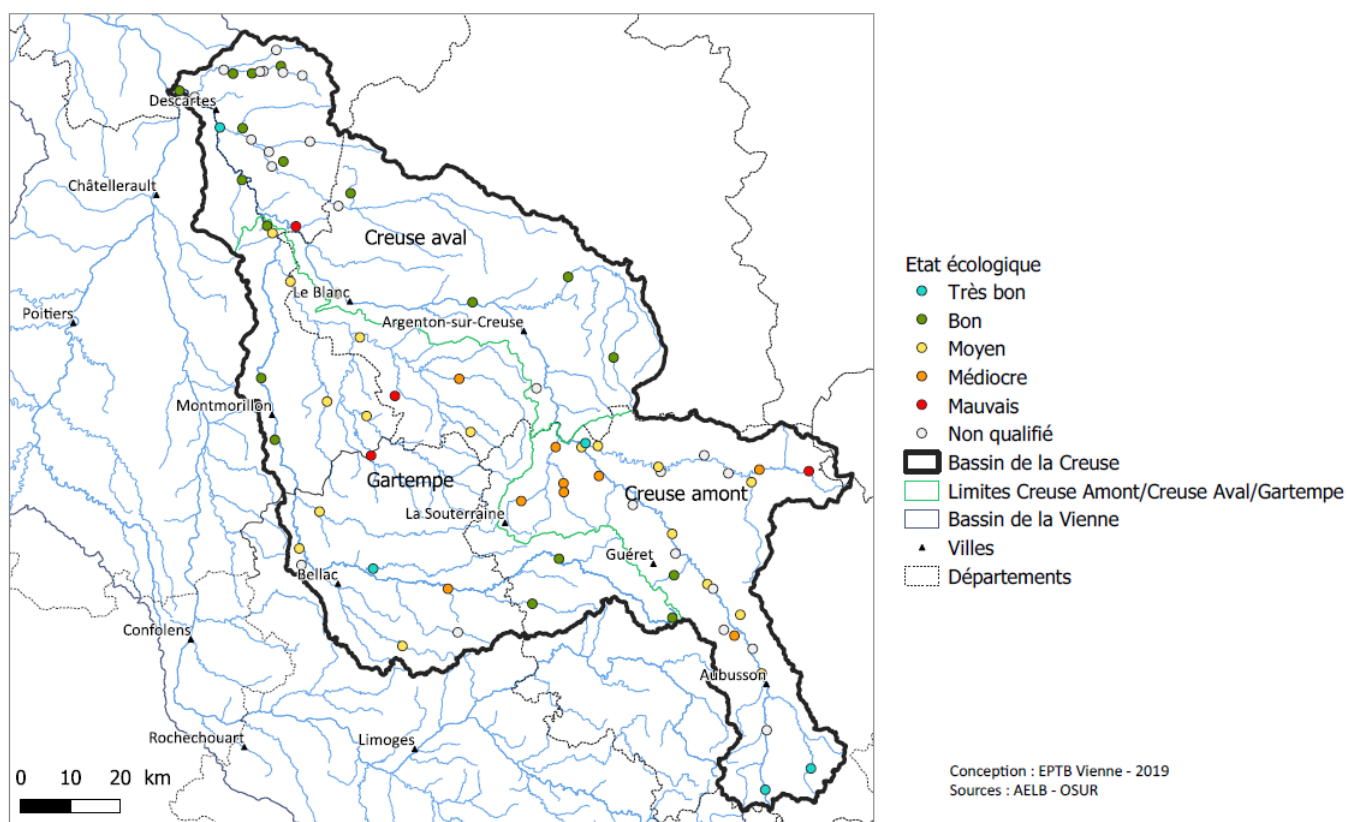 Descartes
Châtellerault
Creuse aval
Le Blanc
Poitiers
Argenton-sur-Creuse
Montmorillon
Gartempe
Creuse amont
La Souterraine
Guéret
Bellac
Confolens
Aubusson
Rochechouart
Limoges
0 10 20 km
Etat écologique
Très bon
Bon
Moyen
Médiocre
Mauvais
Non qualifié
Bassin de la Creuse
Limites Creuse Amont/Creuse Aval/Gartempe
Bassin de la Vienne
Villes
Départements
Conception : EPTB Vienne - 2019
Sources : AELB - OSUR